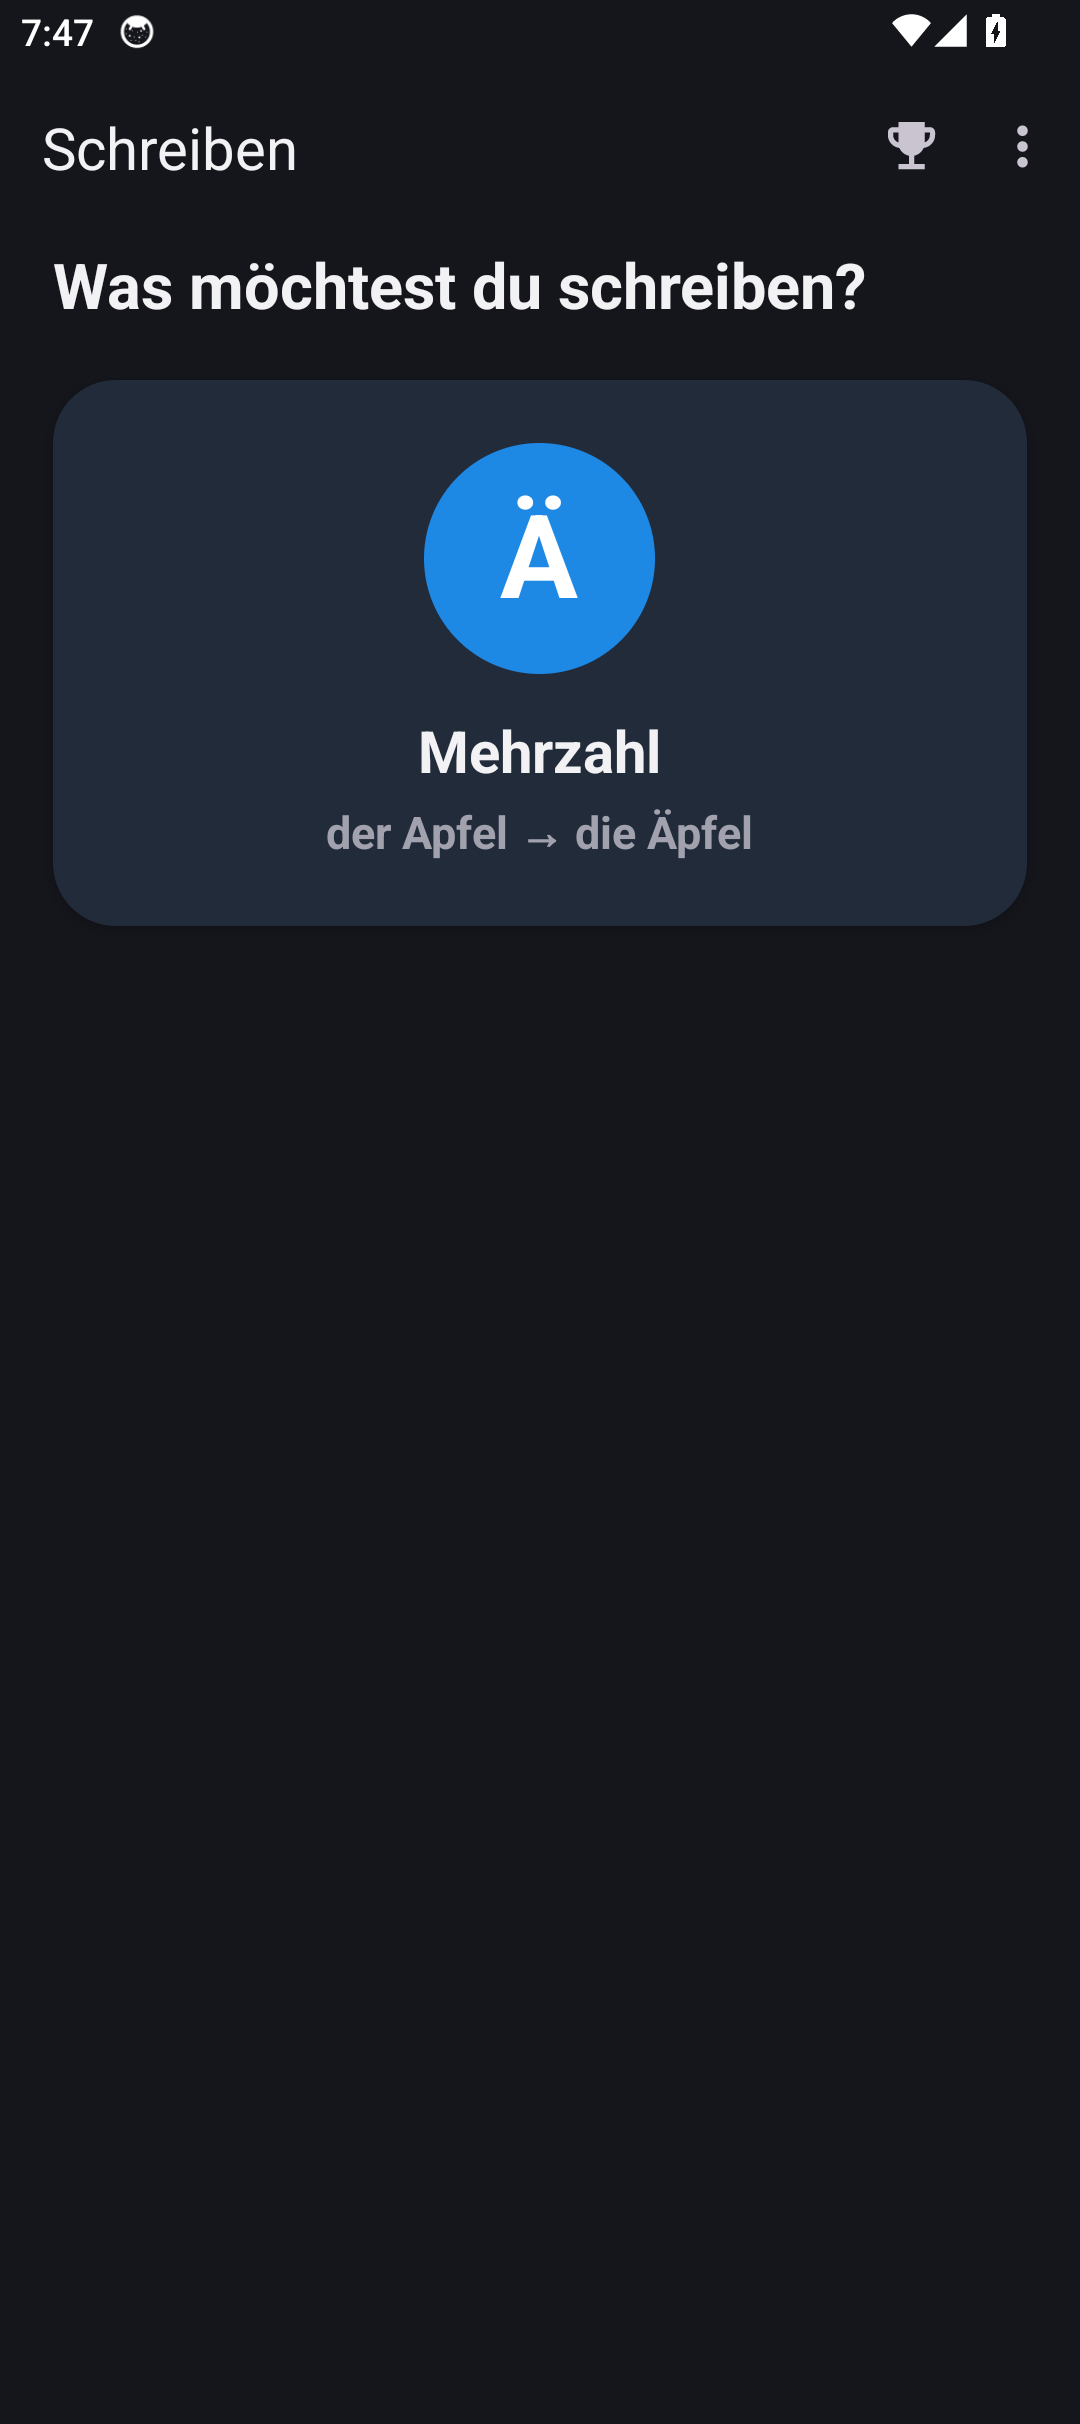 7:47
Schreiben
Was möchtest du schreiben?
Ä
Mehrzahl
der Apfel → die Äpfel